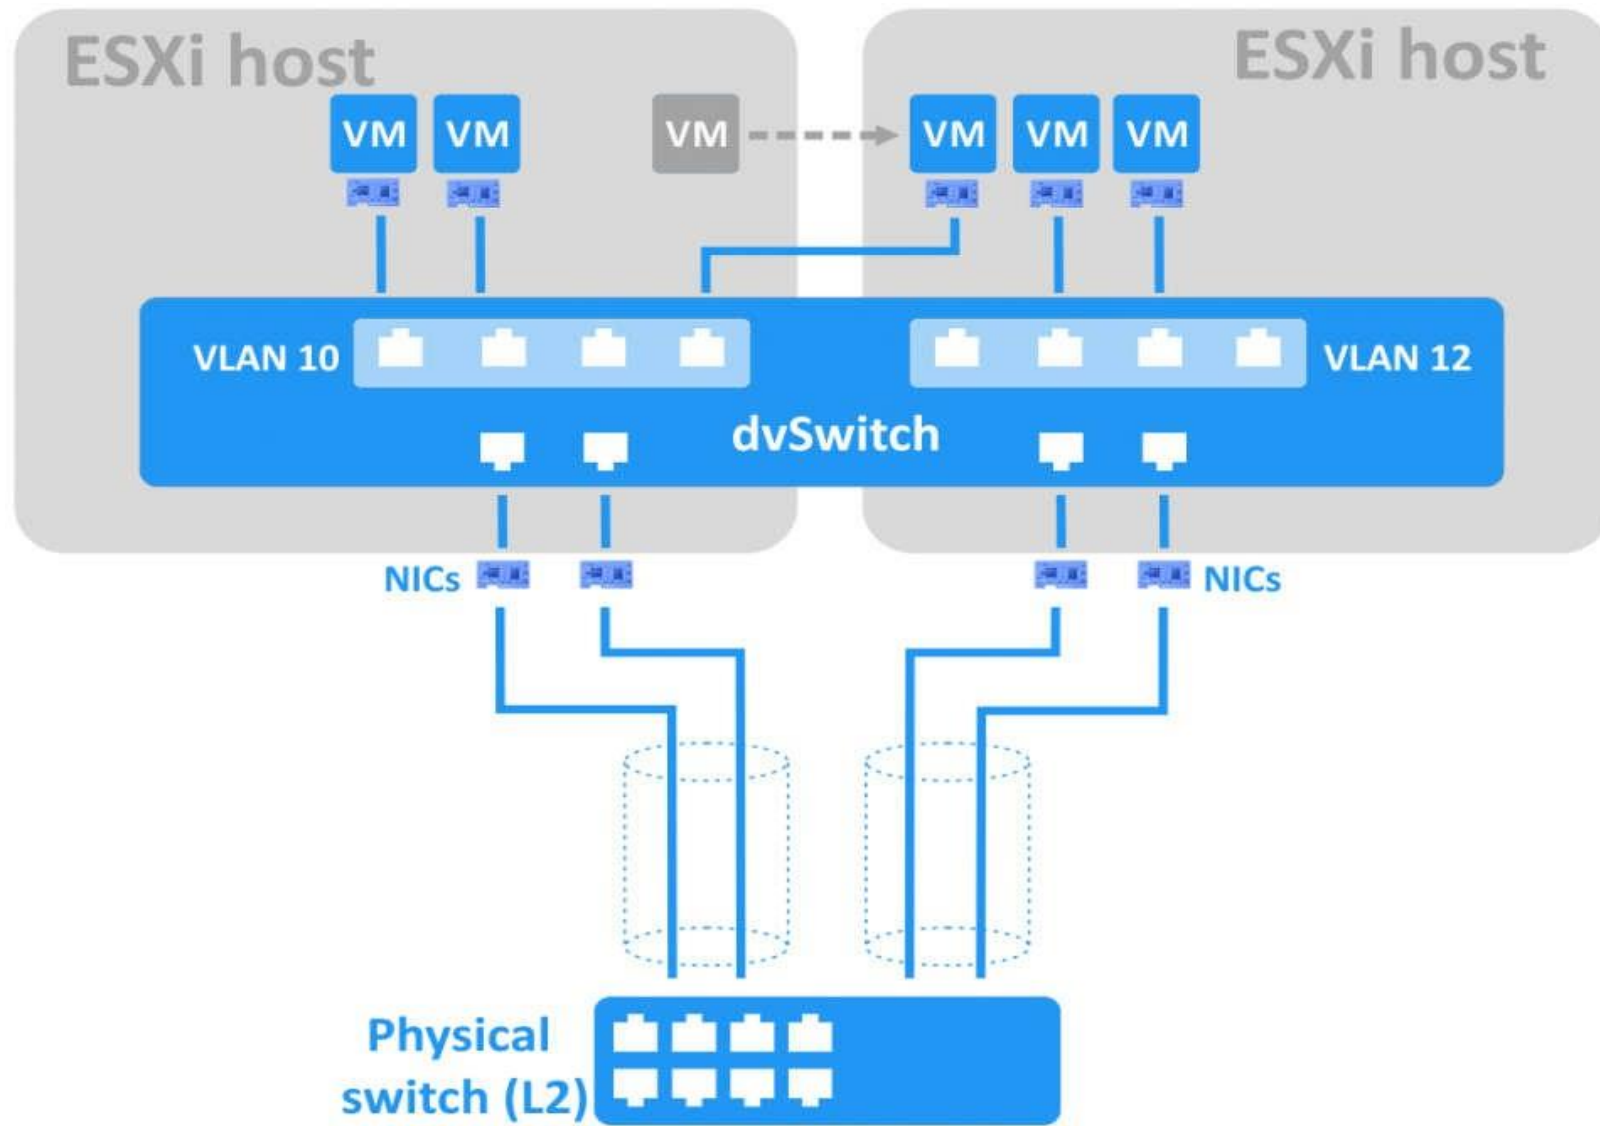 ESXi host
ESXi host
VM
VM
VM
VM
VM
VM
VLAN 10
VLAN 12
dvSwitch
NICs
NICs
Physical
switch (L2)